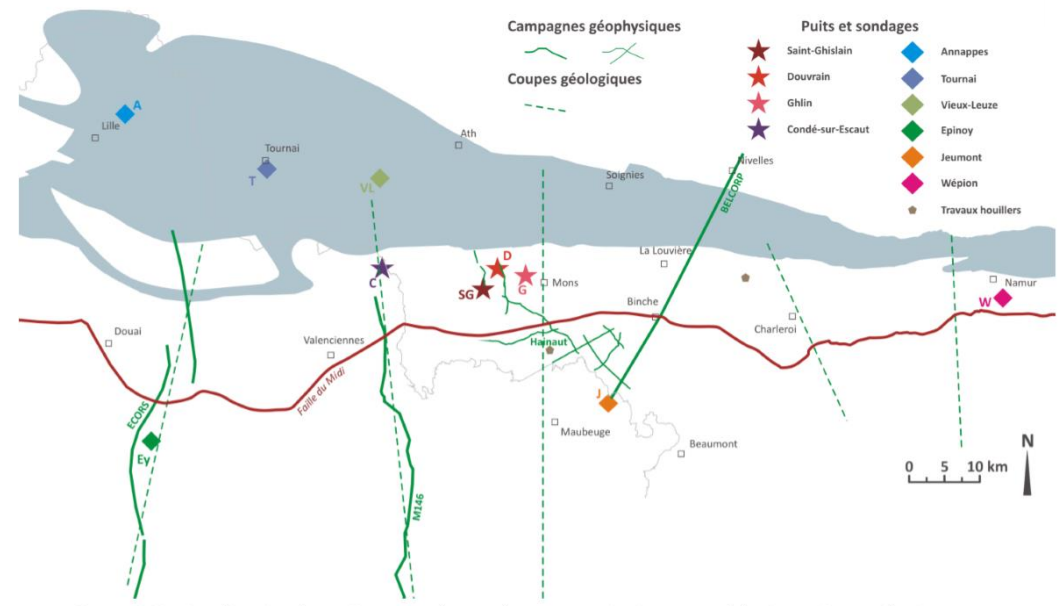 Campagnes géophysiques
Coupes géologiques
Puits et sondages
Saint-Ghislain
Douvrain
Ghlin
Condé-sur-Escaut
Annappes
Tournai
Vieux-Leuze
Epinoy
Jeumont
Wépion
Travaux houillers
A
Lille
Tournai
T
VL
Ath
Soignies
Nivelles
BELCORP
La Louvière
C
D
SG
G
Mons
Binche
Namur
W
Charleroi
Douai
Valenciennes
Faille du Midi
Hainaut
J
Maubeuge
Beaumont
ECORS
Ey
M146
N
0 5 10 km